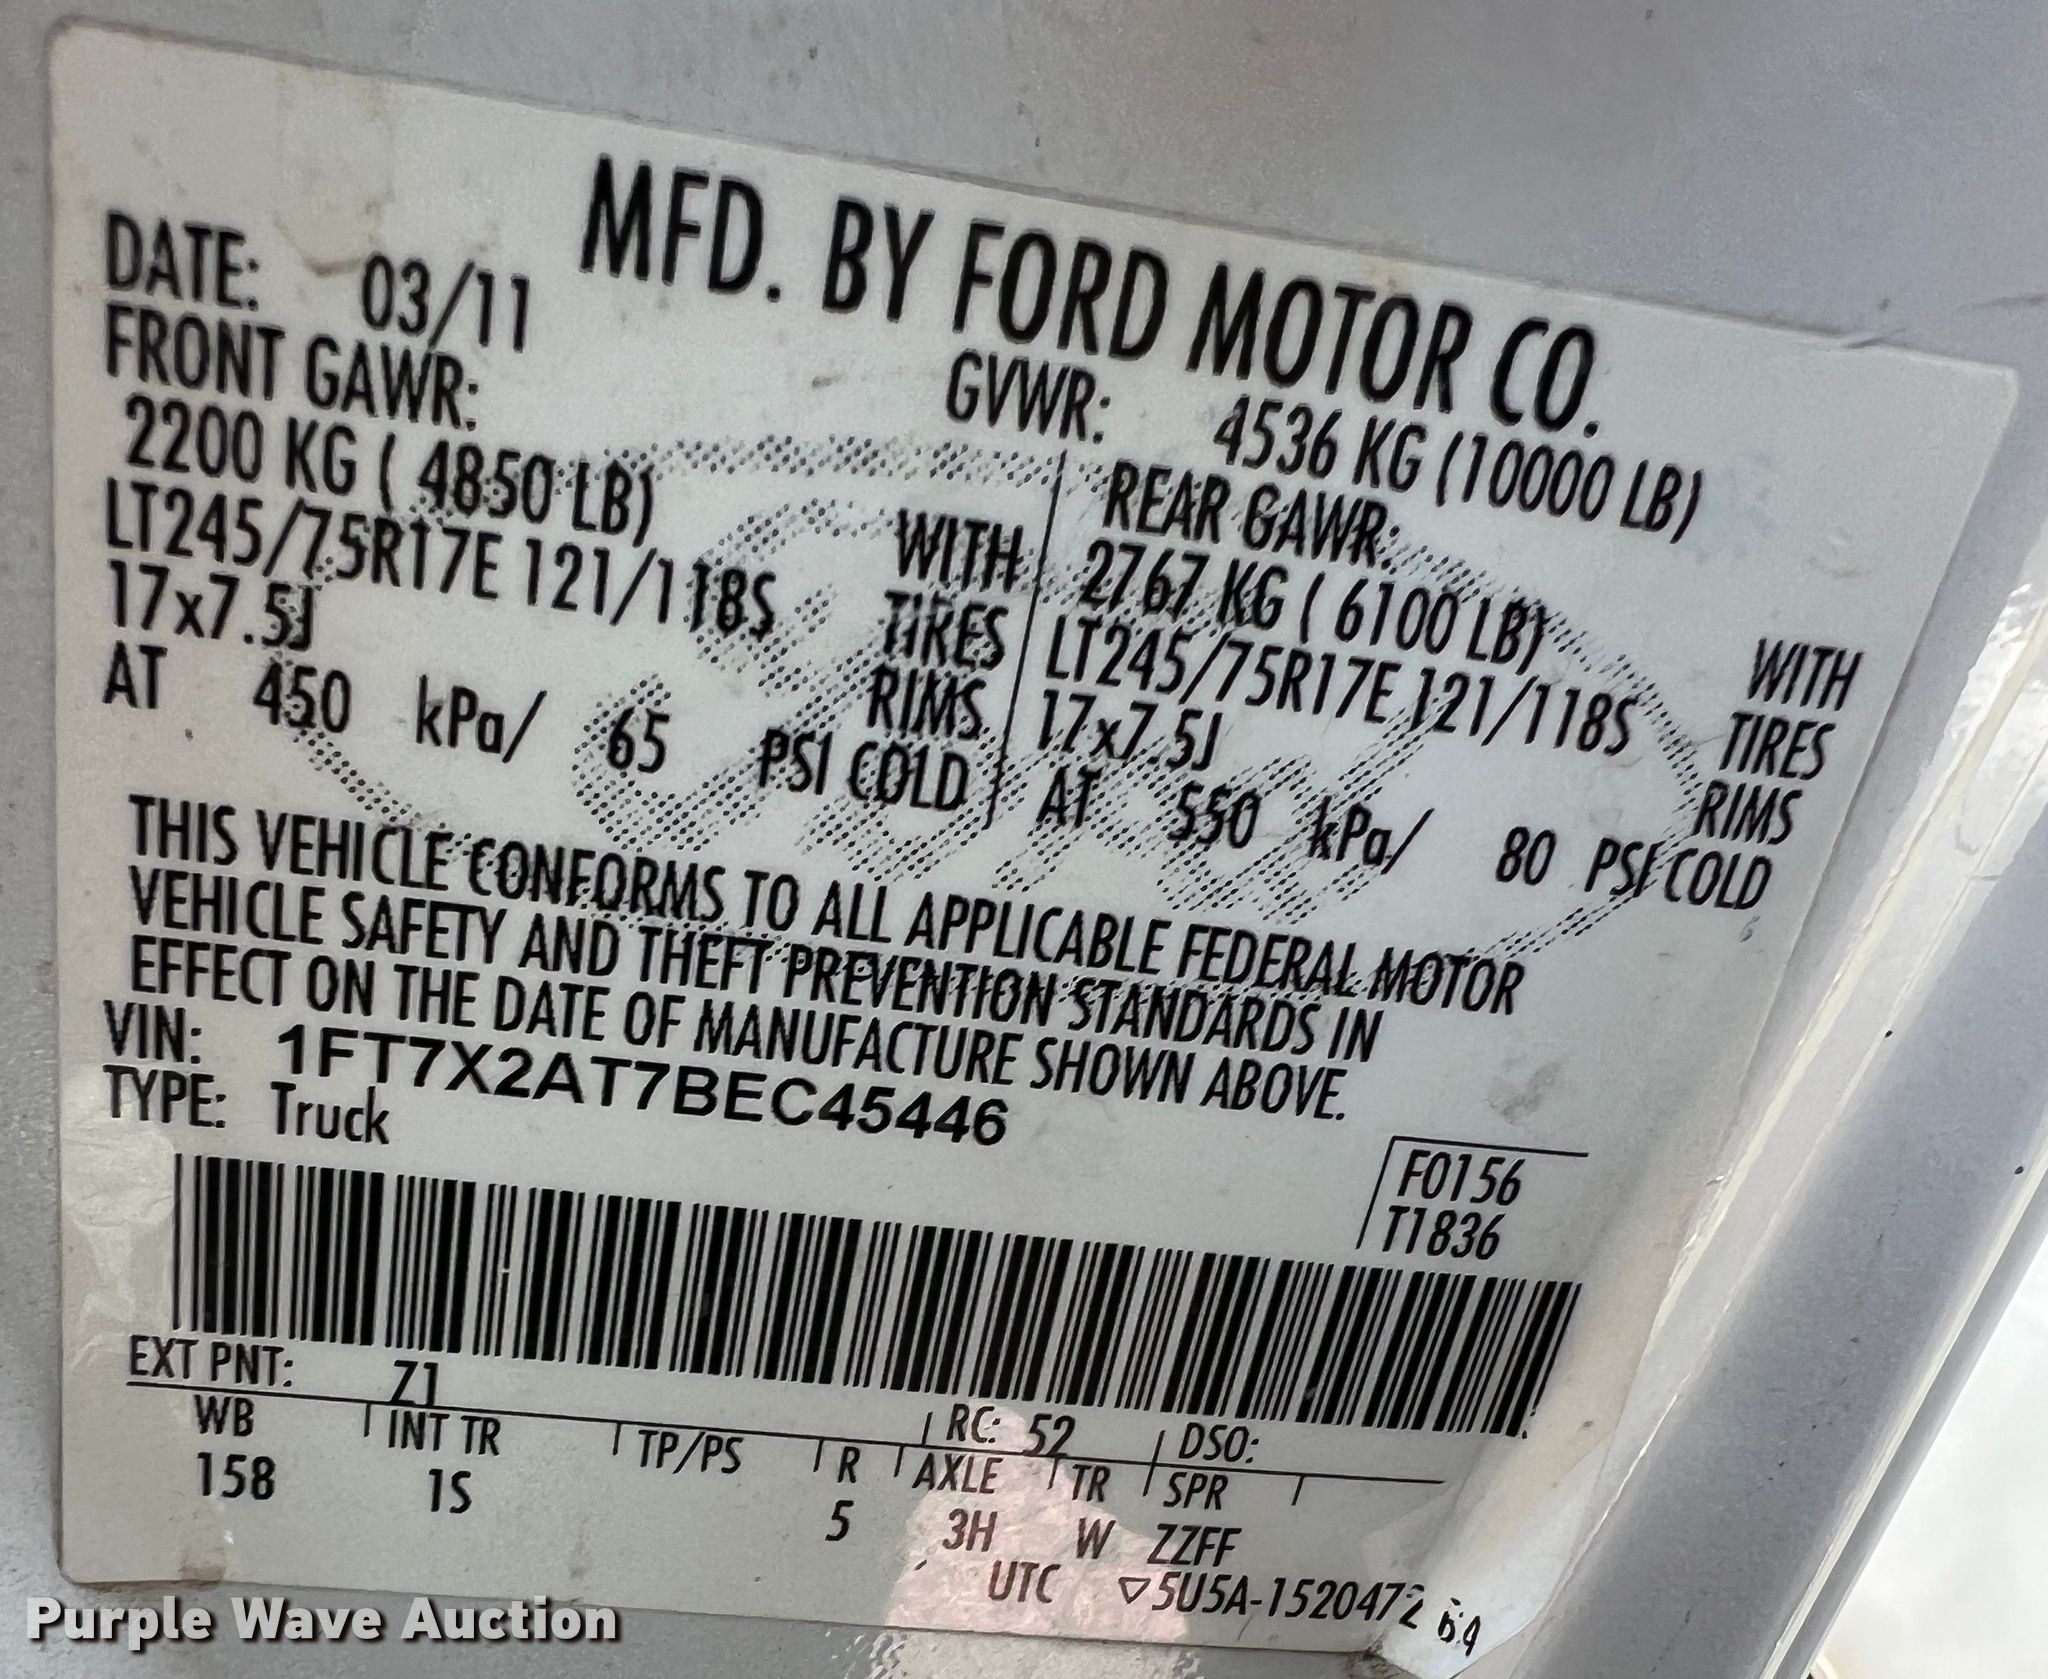 MFD. BY FORD MOTOR CO.
DATE: 03/11 GVWR: 4536 KG (10000 LB)
FRONT GAWR: REAR GAWR:
2200 KG ( 4850 LB) WITH 2767 KG ( 6100 LB) WITH
LT245/75R17E 121/118S TIRES LT245/75R17E 121/118S TIRES
17x7.5J RIMS 17x7.5J RIMS
AT 450 kPa/ 65 PSI COLD AT 550 kPa/ 80 PSI COLD
THIS VEHICLE CONFORMS TO ALL APPLICABLE FEDERAL MOTOR
VEHICLE SAFETY AND THEFT PREVENTION STANDARDS IN
EFFECT ON THE DATE OF MANUFACTURE SHOWN ABOVE.
VIN: 1FT7X2AT7BEC45446
TYPE: Truck
F0156
T1836
EXT PNT: Z1 RC: 52 DSO:
WB INT TR TP/PS R AXLE TR SPR
158 1S 5 3H W ZZFF
UTC ▽5U5A-1520472
Purple Wave Auction